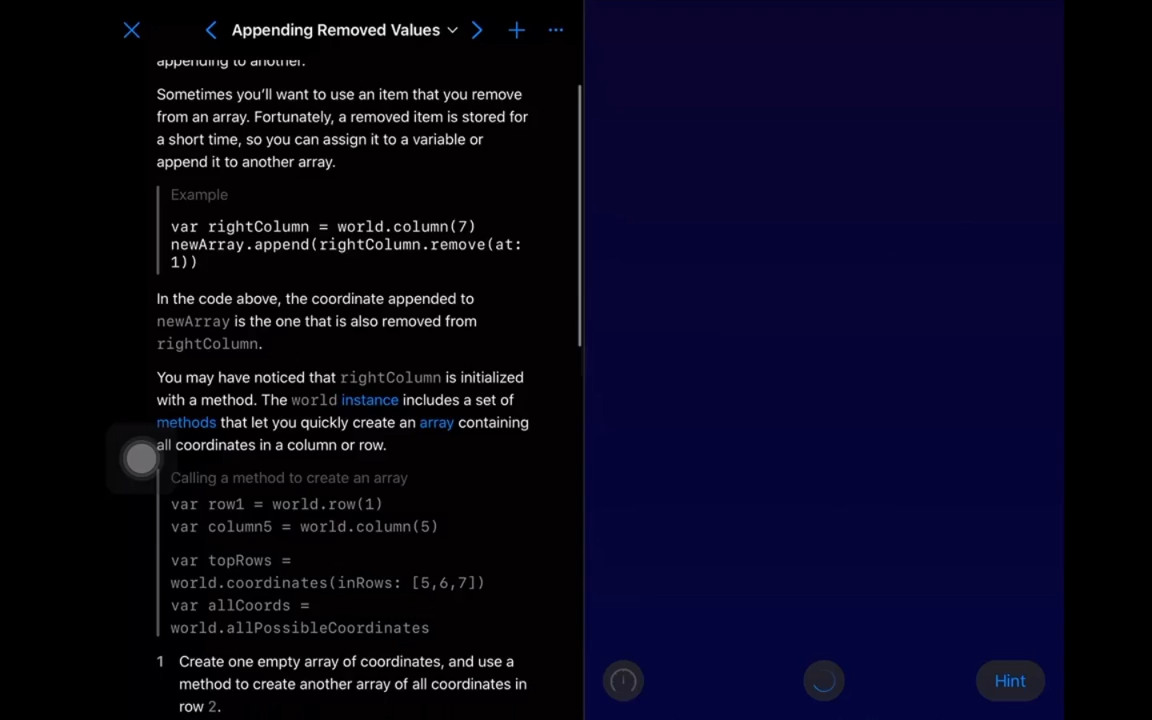 Appending Removed Values
appending to another.
Sometimes you’ll want to use an item that you remove
from an array. Fortunately, a removed item is stored for
a short time, so you can assign it to a variable or
append it to another array.
Example
var rightColumn = world.column(7)
newArray.append(rightColumn.remove(at:
1))
In the code above, the coordinate appended to
newArray is the one that is also removed from
rightColumn.
You may have noticed that rightColumn is initialized
with a method. The world instance includes a set of
methods that let you quickly create an array containing
all coordinates in a column or row.
Calling a method to create an array
var row1 = world.row(1)
var column5 = world.column(5)
var topRows =
world.coordinates(inRows: [5,6,7])
var allCoords =
world.allPossibleCoordinates
1 Create one empty array of coordinates, and use a
method to create another array of all coordinates in
row 2.
Hint